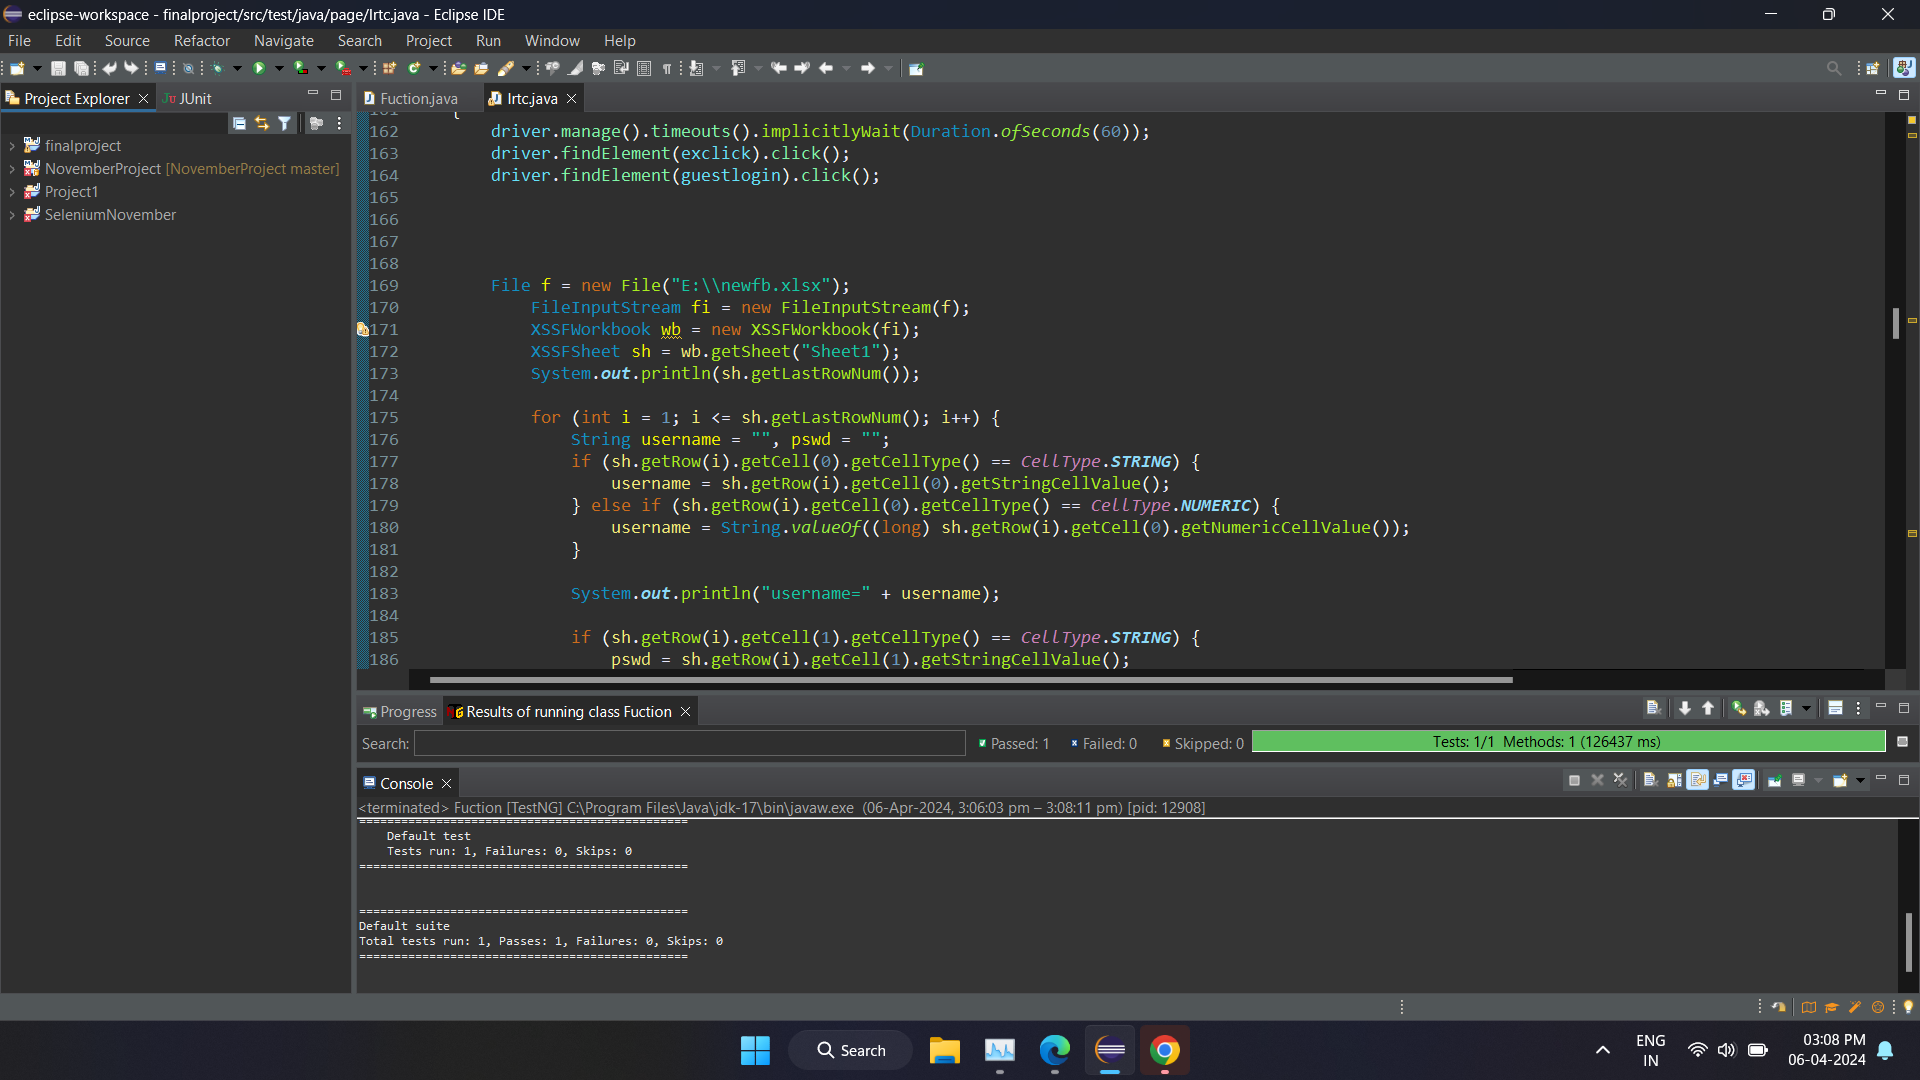 eclipse-workspace - finalproject/src/test/java/page/Irtc.java - Eclipse IDE
File Edit Source Refactor Navigate Search Project Run Window Help
Project Explorer JUnit Fuction.java Irtc.java
finalproject
NovemberProject [NovemberProject master]
Project1
SeleniumNovember
161 {
162 driver.manage().timeouts().implicitlyWait(Duration.ofSeconds(60));
163 driver.findElement(exclick).click();
164 driver.findElement(guestlogin).click();
165
166
167
168
169 File f = new File("E:\\newfb.xlsx");
170 FileInputStream fi = new FileInputStream(f);
171 XSSFWorkbook wb = new XSSFWorkbook(fi);
172 XSSFSheet sh = wb.getSheet("Sheet1");
173 System.out.println(sh.getLastRowNum());
174
175 for (int i = 1; i <= sh.getLastRowNum(); i++) {
176 String username = "", pswd = "";
177 if (sh.getRow(i).getCell(0).getCellType() == CellType.STRING) {
178 username = sh.getRow(i).getCell(0).getStringCellValue();
179 } else if (sh.getRow(i).getCell(0).getCellType() == CellType.NUMERIC) {
180 username = String.valueOf((long) sh.getRow(i).getCell(0).getNumericCellValue());
181 }
182
183 System.out.println("username=" + username);
184
185 if (sh.getRow(i).getCell(1).getCellType() == CellType.STRING) {
186 pswd = sh.getRow(i).getCell(1).getStringCellValue();
Progress Results of running class Fuction
Search: Passed: 1 Failed: 0 Skipped: 0 Tests: 1/1 Methods: 1 (126437 ms)
Console
<terminated> Fuction [TestNG] C:\Program Files\Java\jdk-17\bin\javaw.exe (06-Apr-2024, 3:06:03 pm – 3:08:11 pm) [pid: 12908]
===============================================
Default test
Tests run: 1, Failures: 0, Skips: 0
===============================================
===============================================
Default suite
Total tests run: 1, Passes: 1, Failures: 0, Skips: 0
===============================================
Search
ENG
IN
03:08 PM
06-04-2024